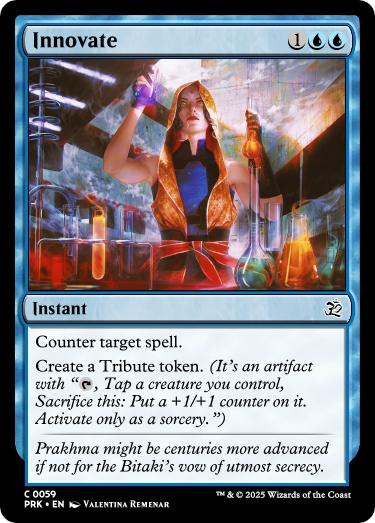 Innovate 1
Instant
Counter target spell.
Create a Tribute token. (It's an artifact
with “, Tap a creature you control,
Sacrifice this: Put a +1/+1 counter on it.
Activate only as a sorcery.”)
Prakhma might be centuries more advanced
if not for the Bitaki's vow of utmost secrecy.
C 0059
PRK • EN VALENTINA REMENAR
™ & © 2025 Wizards of the Coast